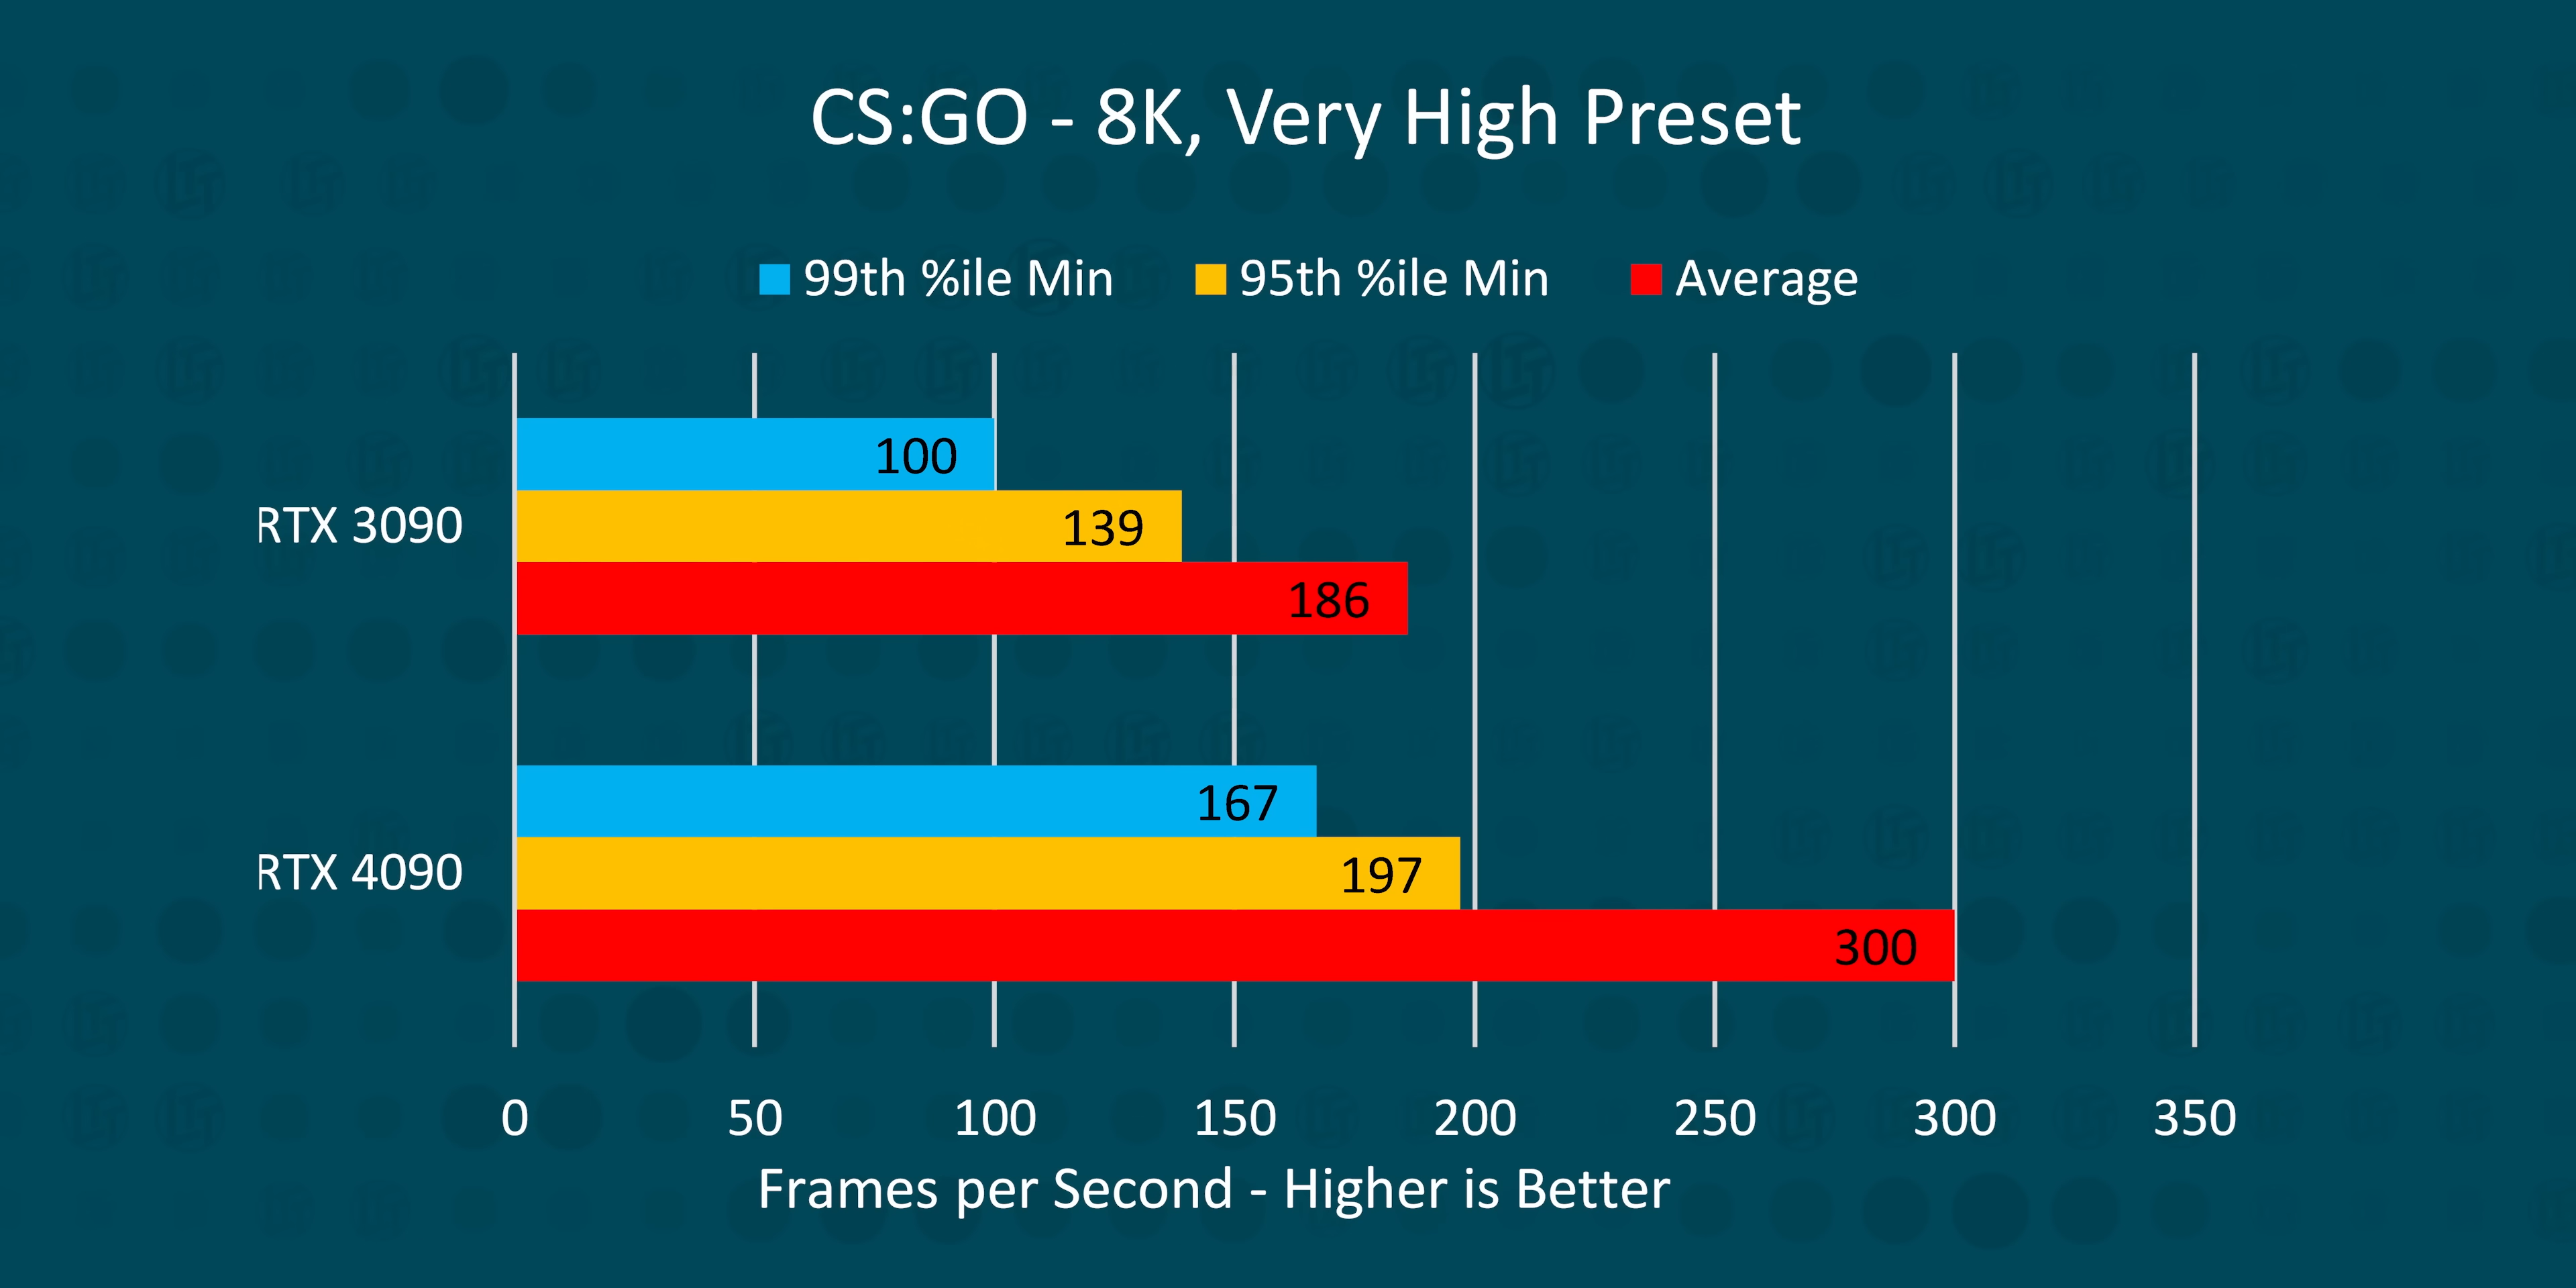 CS:GO - 8K, Very High Preset
99th %ile Min 95th %ile Min Average
RTX 3090
100
139
186
RTX 4090
167
197
300
0 50 100 150 200 250 300 350
Frames per Second - Higher is Better